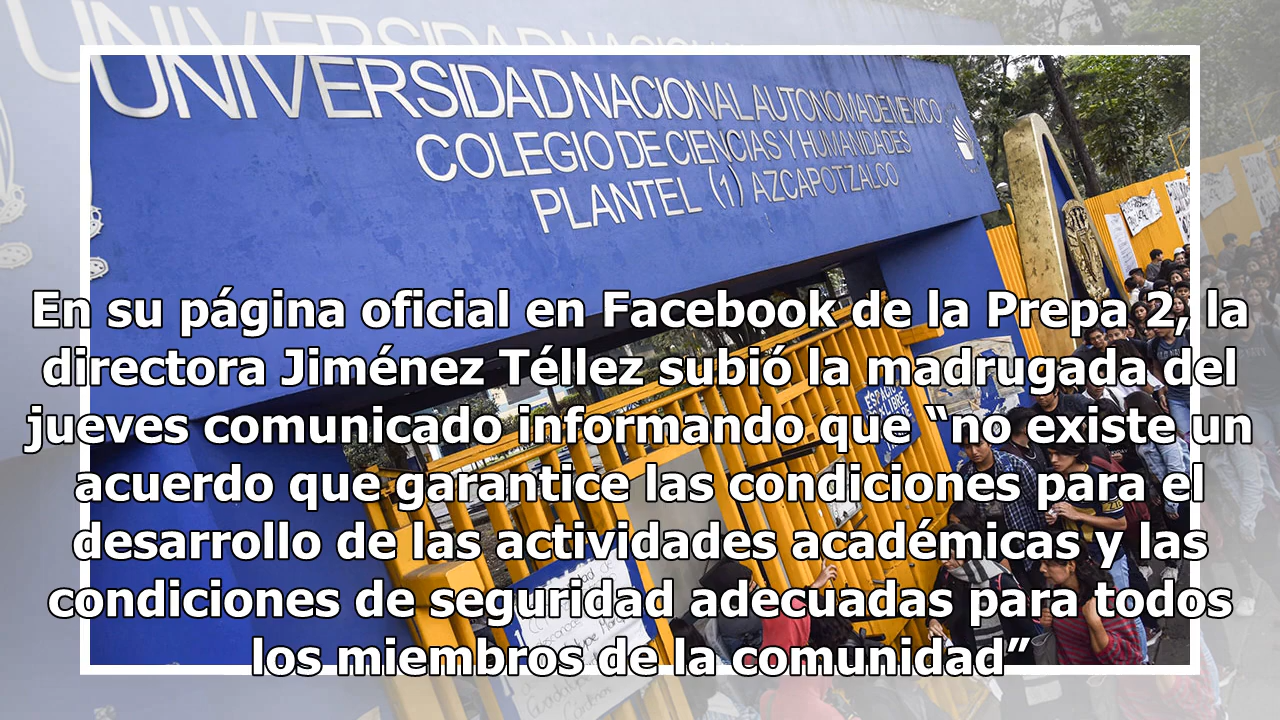 UNIVERSIDAD NACIONAL AUTONOMA DE MEXICO
COLEGIO DE CIENCIAS Y HUMANIDADES
PLANTEL (1) AZCAPOTZALCO
En su página oficial en Facebook de la Prepa 2, la
directora Jiménez Téllez subió la madrugada del
jueves comunicado informando que “no existe un
acuerdo que garantice las condiciones para el
desarrollo de las actividades académicas y las
condiciones de seguridad adecuadas para todos
los miembros de la comunidad”
ESPACIO
LIBRE
DE